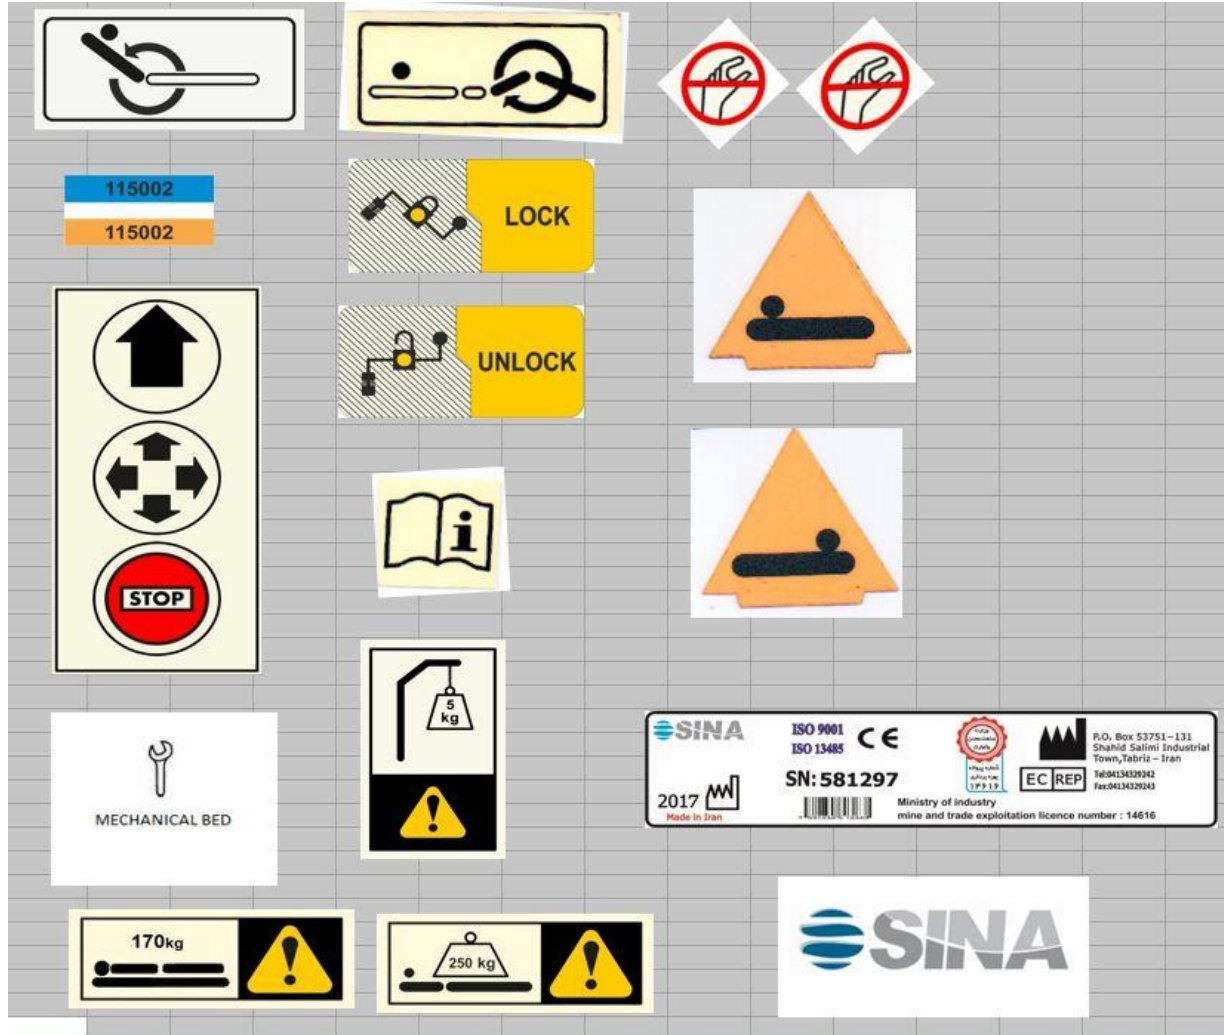 115002
115002
LOCK
UNLOCK
STOP
i
5
kg
MECHANICAL BED
SINA
ISO 9001
ISO 13485
CE
SN: 581297
2017
Made in Iran
EC REP
P.O. Box 53751-131
Shahid Salimi Industrial
Town,Tabriz – Iran
Tel:04134329242
Fax:04134329243
Ministry of industry
mine and trade exploitation licence number : 14616
170kg
250 kg
SINA